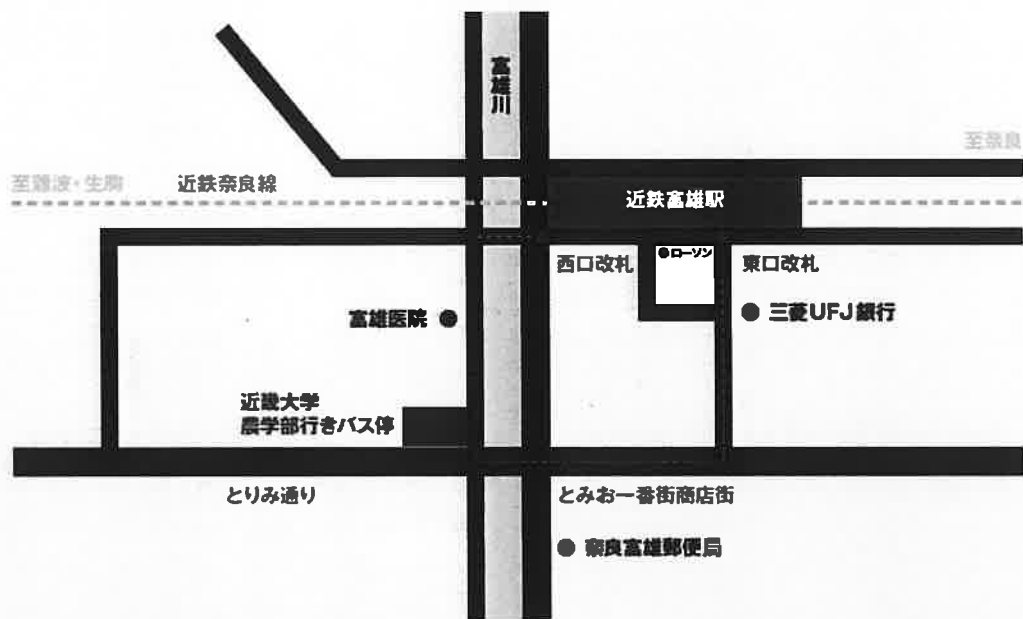 富雄川
至奈良
至難波・生駒
近鉄奈良線
近鉄富雄駅
西口改札
ローソン
東口改札
富雄医院
三菱UFJ銀行
近畿大学
農学部行きバス停
とりみ通り
とみお一番街商店街
奈良富雄郵便局